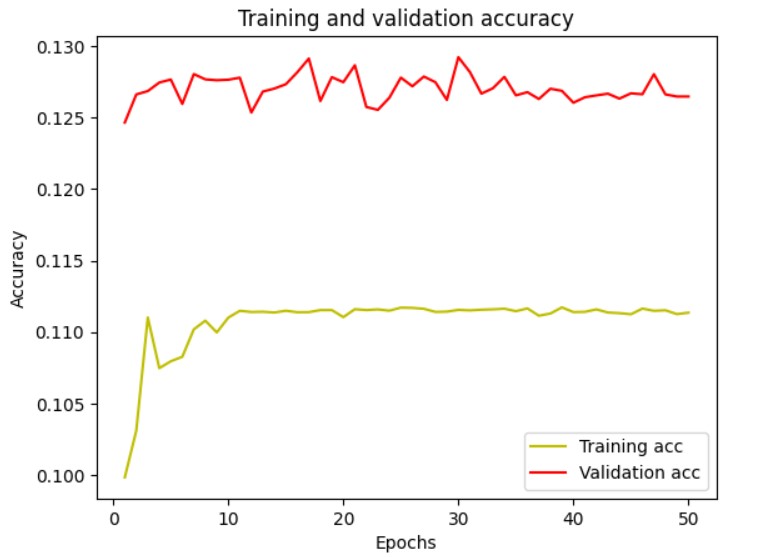 Training and validation accuracy
0.130
0.125
0.120
0.115
0.110
0.105
0.100
Accuracy
Training acc
Validation acc
0 10 20 30 40 50
Epochs